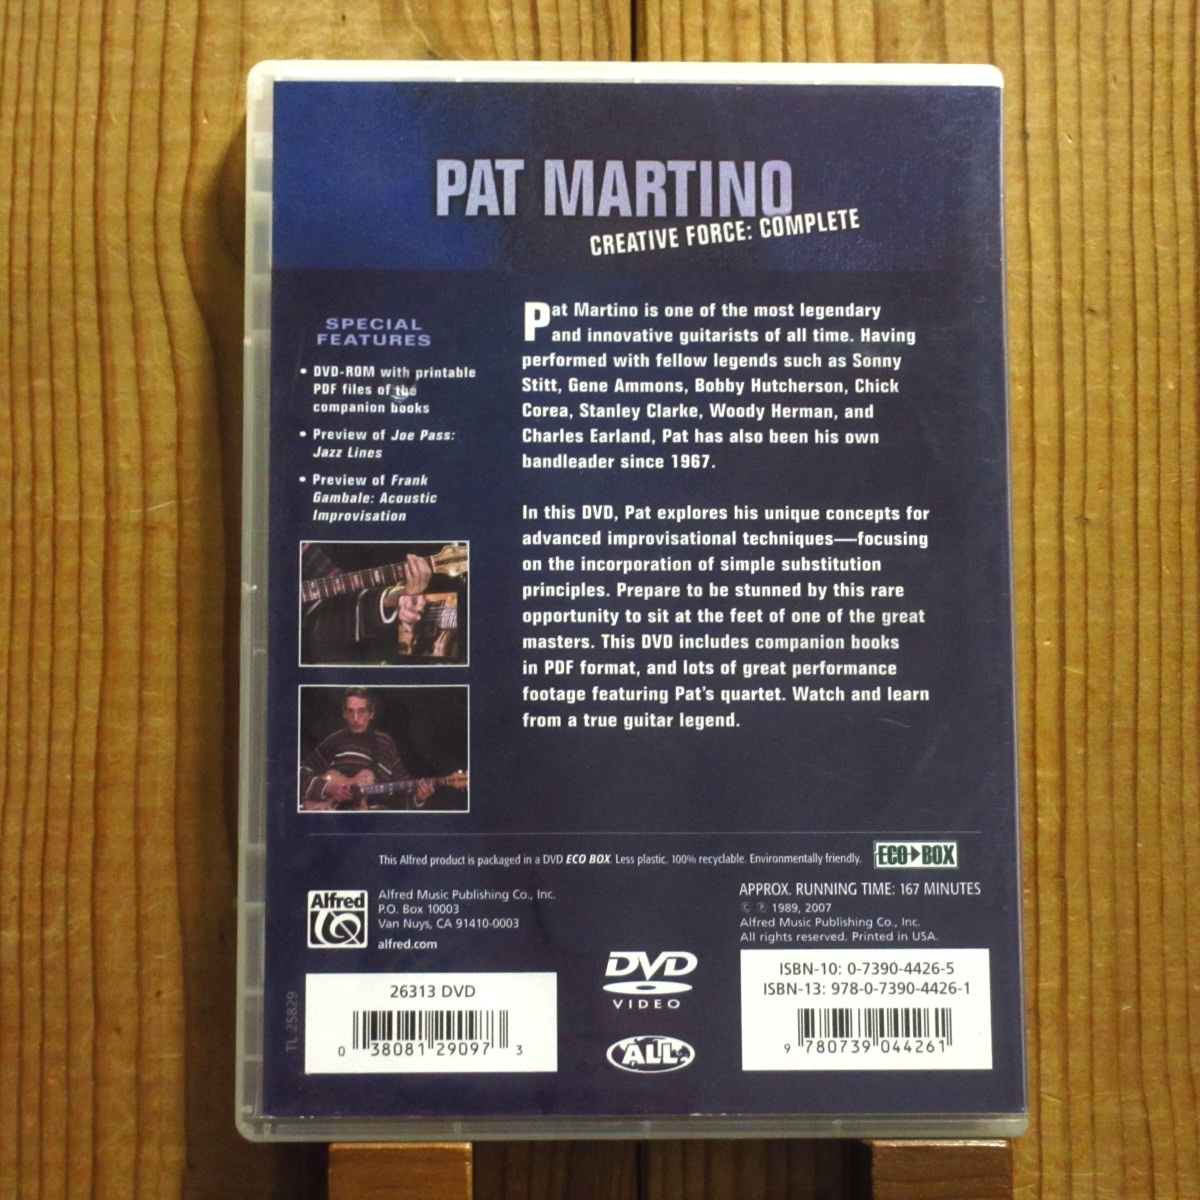 PAT MARTINO
CREATIVE FORCE: COMPLETE
SPECIAL
FEATURES
• DVD-ROM with printable
PDF files of the
companion books
• Preview of Joe Pass:
Jazz Lines
• Preview of Frank
Gambale: Acoustic
Improvisation
Pat Martino is one of the most legendary
and innovative guitarists of all time. Having
performed with fellow legends such as Sonny
Stitt, Gene Ammons, Bobby Hutcherson, Chick
Corea, Stanley Clarke, Woody Herman, and
Charles Earland, Pat has also been his own
bandleader since 1967.
In this DVD, Pat explores his unique concepts for
advanced improvisational techniques—focusing
on the incorporation of simple substitution
principles. Prepare to be stunned by this rare
opportunity to sit at the feet of one of the great
masters. This DVD includes companion books
in PDF format, and lots of great performance
footage featuring Pat's quartet. Watch and learn
from a true guitar legend.
This Alfred product is packaged in a DVD ECO BOX. Less plastic. 100% recyclable. Environmentally friendly.
ECO BOX
Alfred
Alfred Music Publishing Co., Inc.
P.O. Box 10003
Van Nuys, CA 91410-0003
alfred.com
APPROX. RUNNING TIME: 167 MINUTES
© ℗ 1989, 2007
Alfred Music Publishing Co., Inc.
All rights reserved. Printed in USA.
TL 25829
26313 DVD
0 38081 29097 3
DVD
VIDEO
ALL
ISBN-10: 0-7390-4426-5
ISBN-13: 978-0-7390-4426-1
9 780739 044261